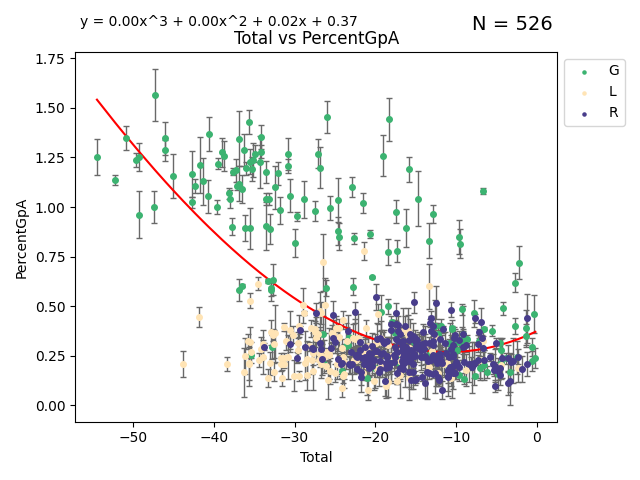 y = 0.00x^3 + 0.00x^2 + 0.02x + 0.37
N = 526
Total vs PercentGpA
G
L
R
PercentGpA
1.75
1.50
1.25
1.00
0.75
0.50
0.25
0.00
−50
−40
−30
−20
−10
0
Total